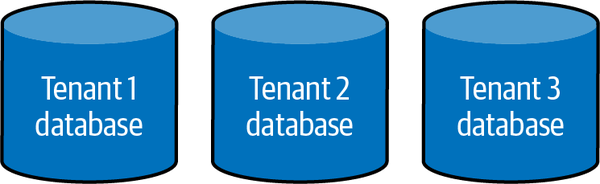 Tenant 1
database
Tenant 2
database
Tenant 3
database